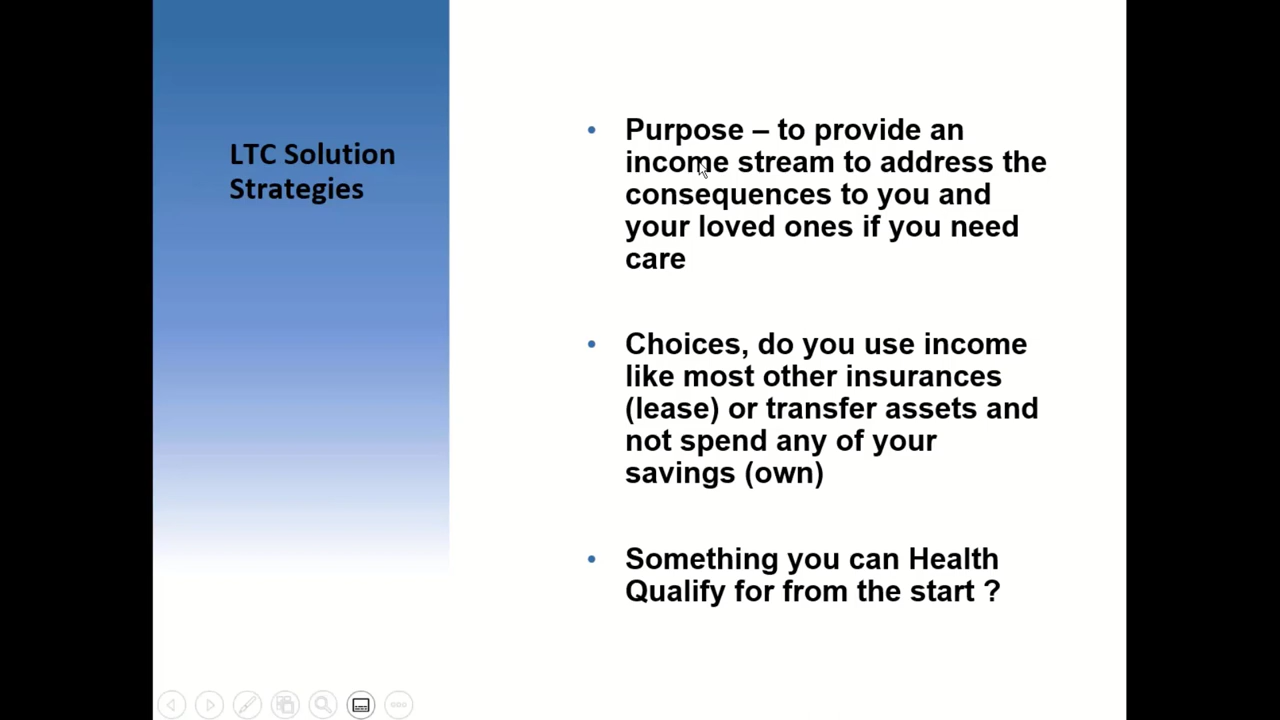 LTC Solution
Strategies
• Purpose – to provide an
income stream to address the
consequences to you and
your loved ones if you need
care
• Choices, do you use income
like most other insurances
(lease) or transfer assets and
not spend any of your
savings (own)
• Something you can Health
Qualify for from the start ?